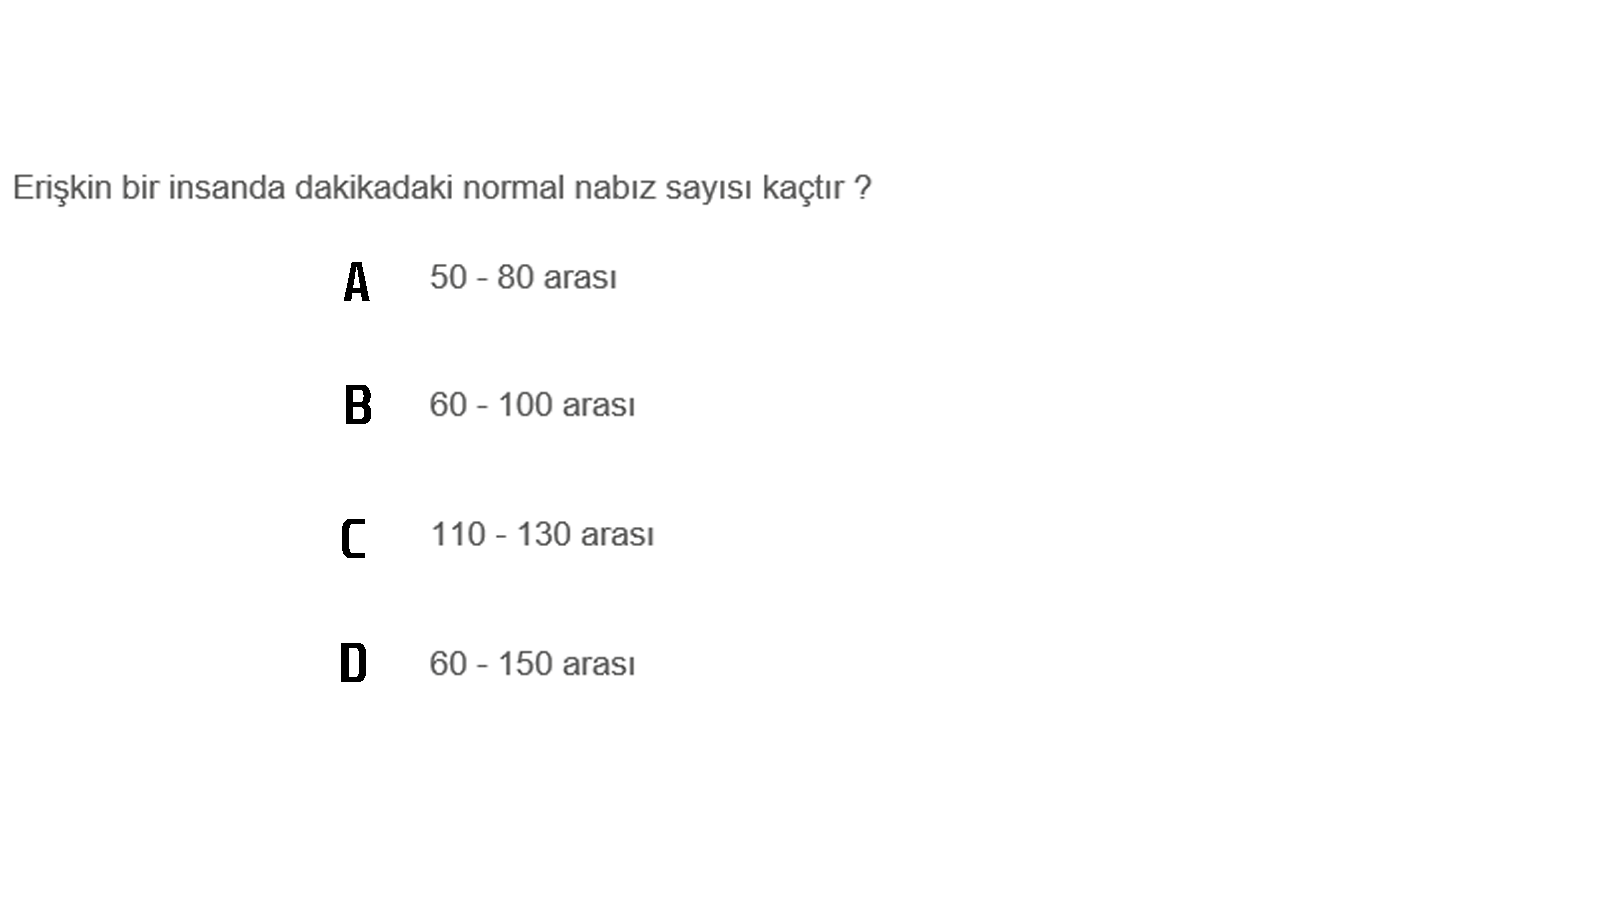 Erişkin bir insanda dakikadaki normal nabız sayısı kaçtır ?
A 50 - 80 arası
B 60 - 100 arası
C 110 - 130 arası
D 60 - 150 arası